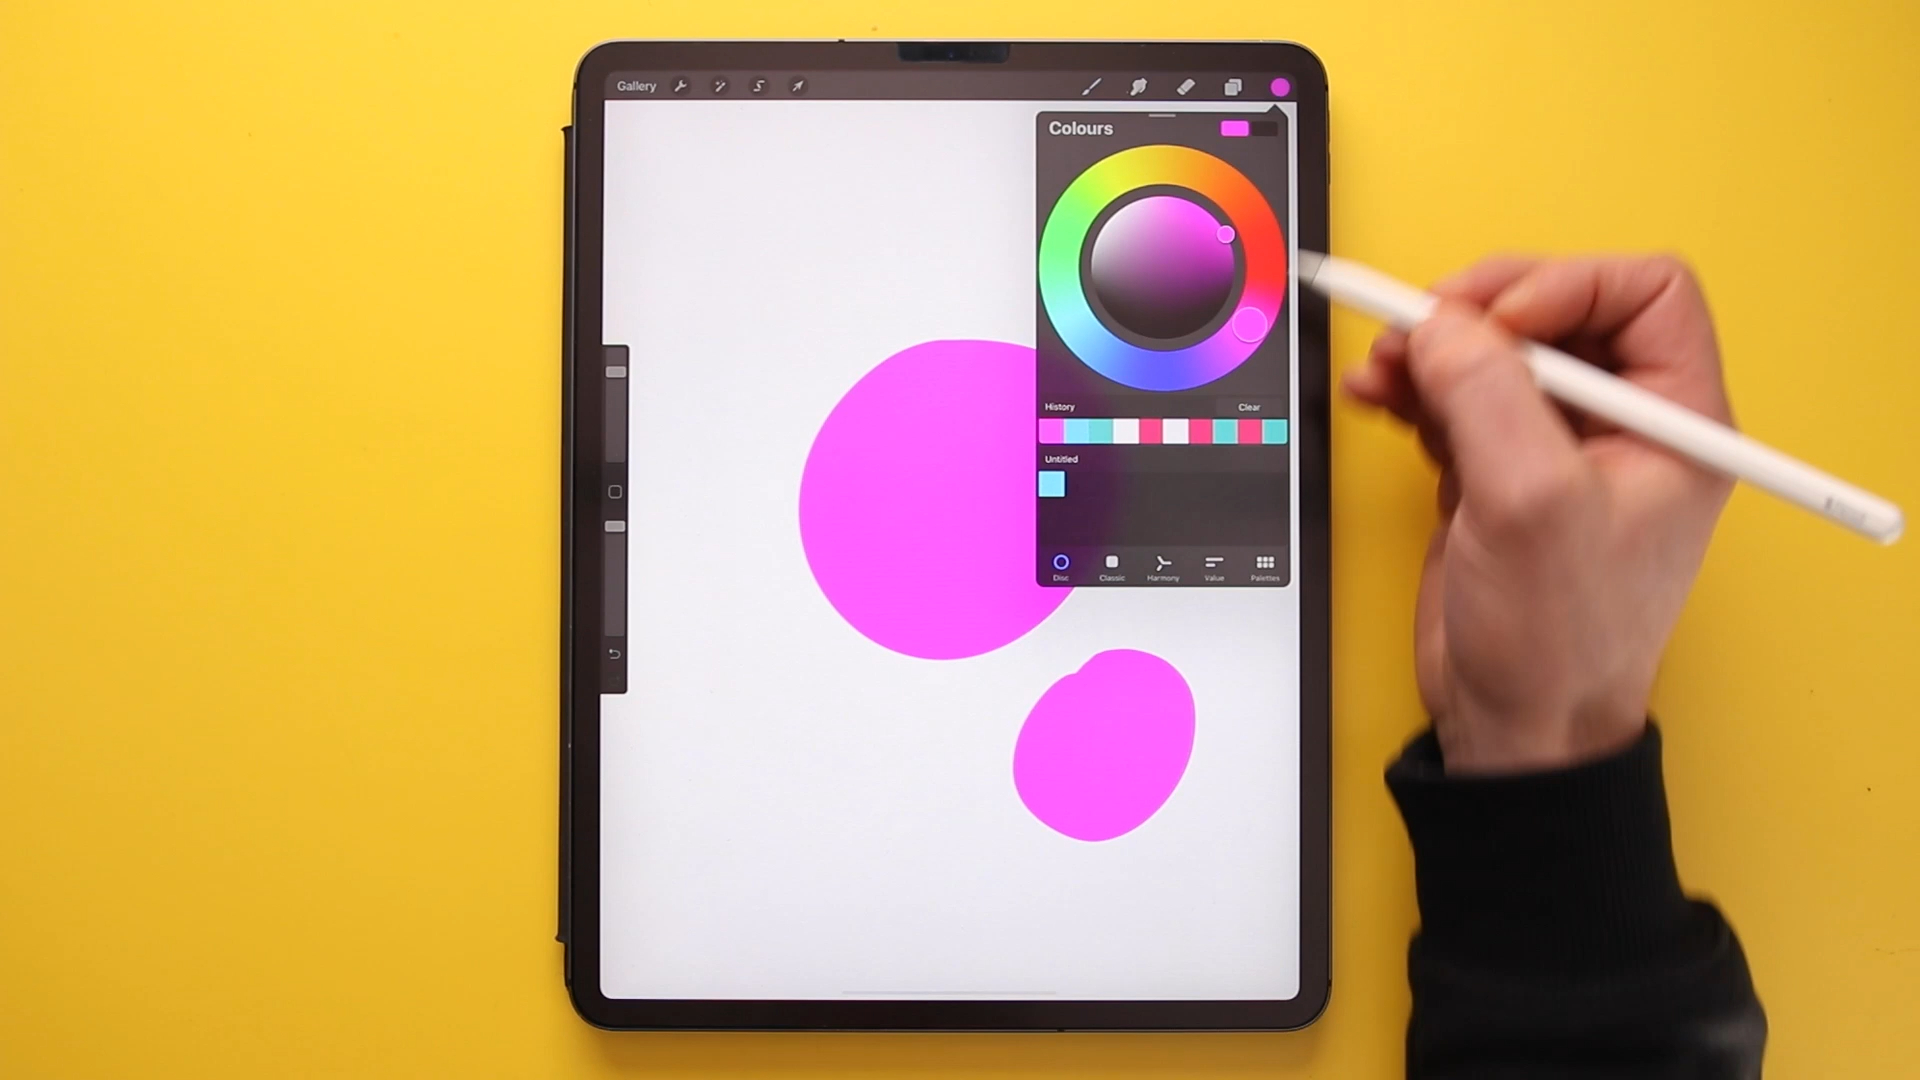 Gallery
Colours
History Clear
Untitled
Disc Classic Harmony Value Palettes